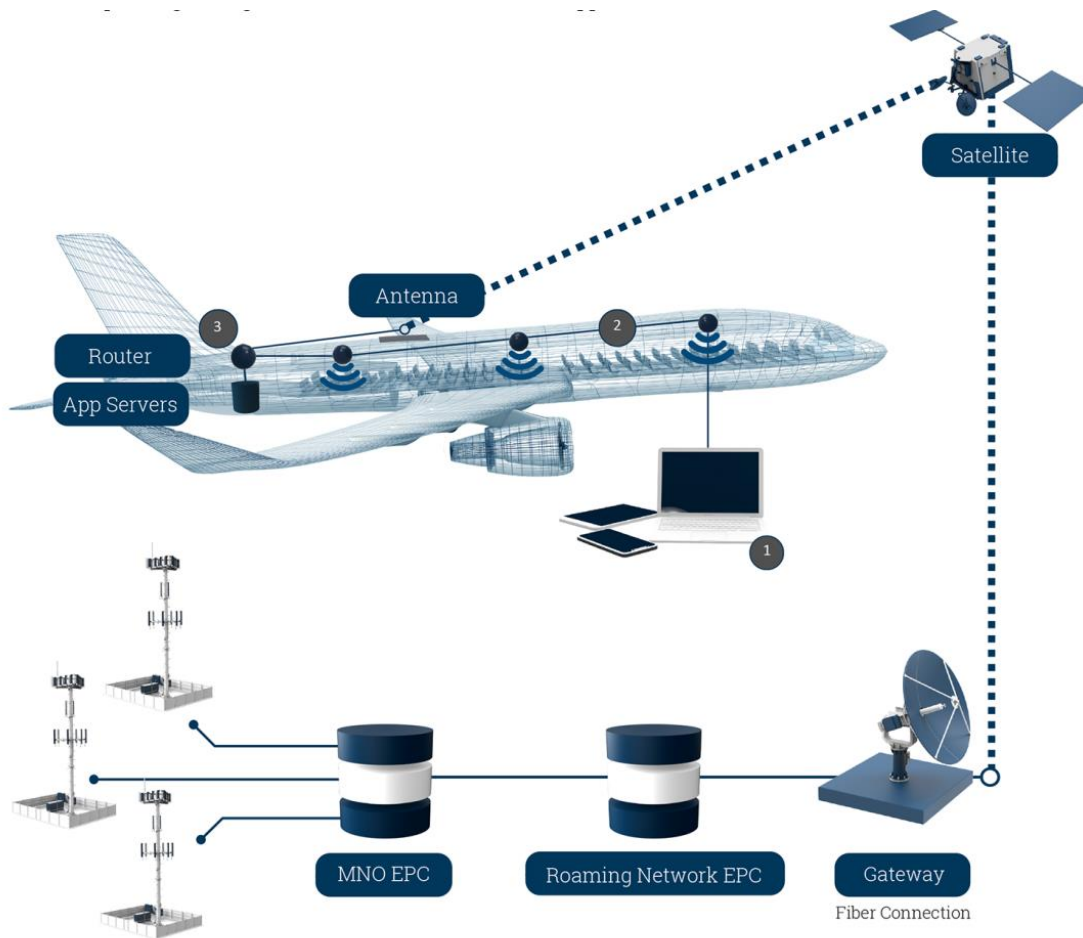 Satellite
Antenna
3
2
Router
App Servers
1
MNO EPC
Roaming Network EPC
Gateway
Fiber Connection